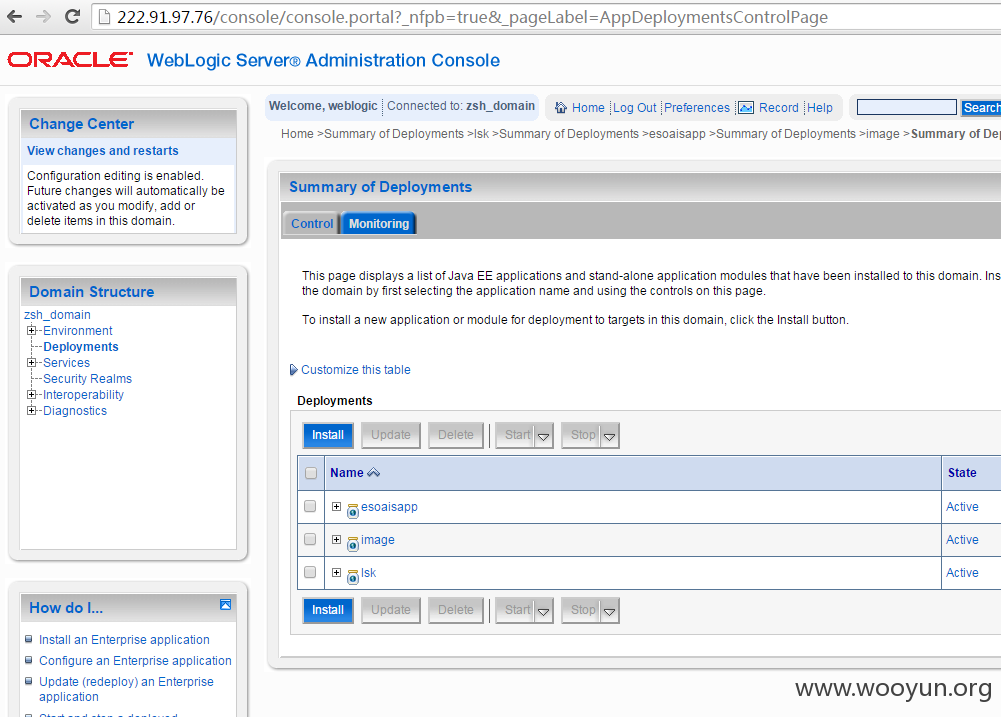 222.91.97.76/console/console.portal?_nfpb=true&_pageLabel=AppDeploymentsControlPage
ORACLE® WebLogic Server® Administration Console
Change Center
View changes and restarts
Configuration editing is enabled.
Future changes will automatically be
activated as you modify, add or
delete items in this domain.
Domain Structure
zsh_domain
Environment
Deployments
Services
Security Realms
Interoperability
Diagnostics
How do I...
Install an Enterprise application
Configure an Enterprise application
Update (redeploy) an Enterprise
application
Start and stop a deployed
Welcome, weblogic Connected to: zsh_domain Home Log Out Preferences Record Help Search
Home >Summary of Deployments >lsk >Summary of Deployments >esoaisapp >Summary of Deployments >image >Summary of De
Summary of Deployments
Control Monitoring
This page displays a list of Java EE applications and stand-alone application modules that have been installed to this domain. Ins
the domain by first selecting the application name and using the controls on this page.
To install a new application or module for deployment to targets in this domain, click the Install button.
Customize this table
Deployments
Install Update Delete Start Stop
Name State
esoaisapp Active
image Active
lsk Active
Install Update Delete Start Stop
www.wooyun.org